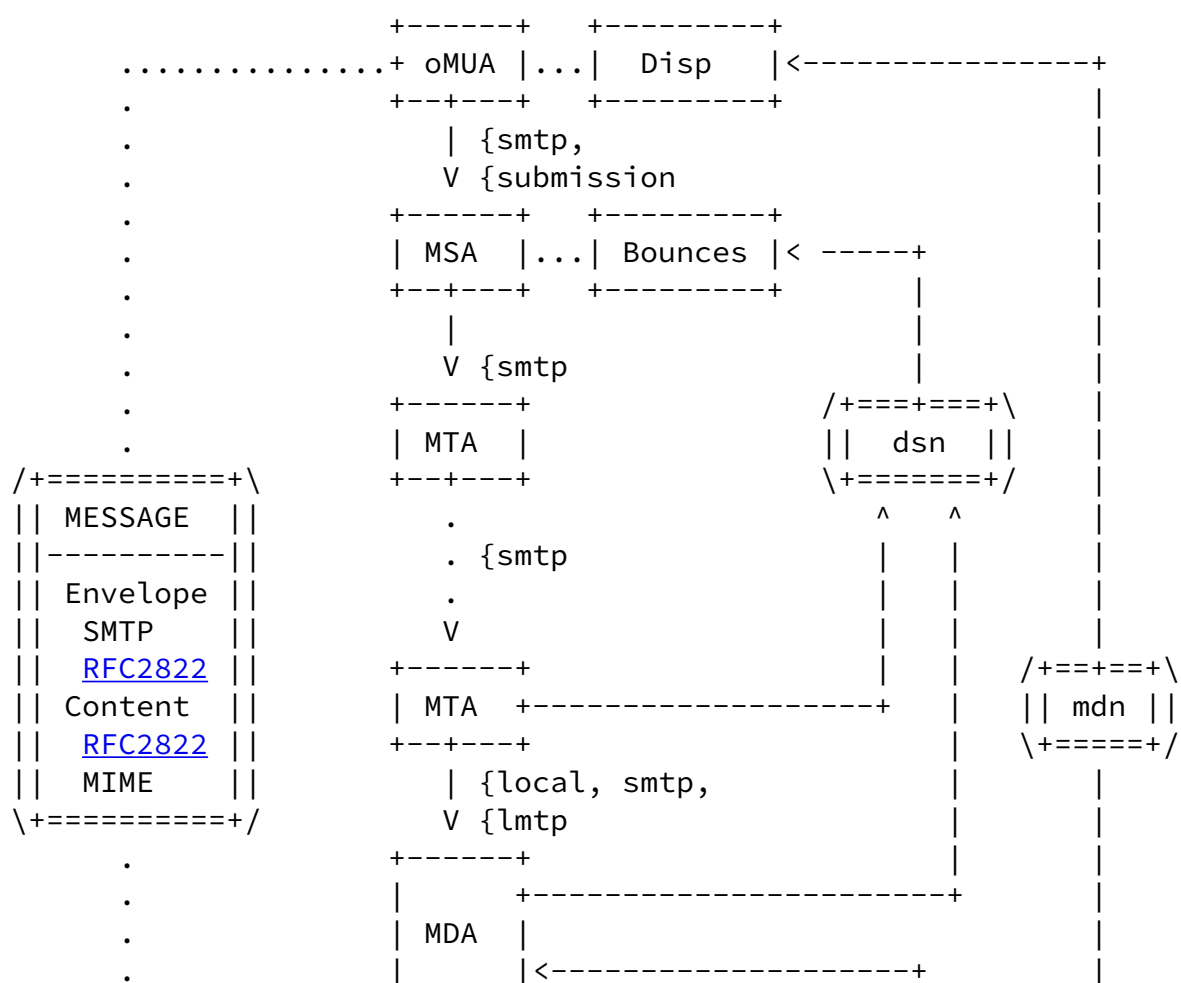 +------+   +---------+
      ...............+ oMUA |...|  Disp   |<----------------+
      .              +--+---+   +---------+                 |
      .                 | {smtp,                            |
      .                 V {submission                       |
      .              +------+   +---------+                 |
      .              | MSA  |...| Bounces |< -----+         |
      .              +--+---+   +---------+       |         |
      .                 |                         |         |
      .                 V {smtp                   |         |
      .              +------+                /+===+===+\    |
      .              | MTA  |                ||  dsn  ||    |
/+==========+\       +--+---+                \+=======+/    |
|| MESSAGE  ||          .                       ^   ^       |
||----------||          . {smtp                 |   |       |
|| Envelope ||          .                       |   |       |
||  SMTP    ||          V                       |   |       |
||  RFC2822 ||       +------+                   |   |   /+==+==+\
|| Content  ||       | MTA  +-------------------+   |   || mdn ||
||  RFC2822 ||       +--+---+                       |   \+=====+/
||  MIME    ||          | {local, smtp,             |       |
\+==========+/          V {lmtp                     |       |
      .              +------+                       |       |
      .              |      +-----------------------+       |
      .              | MDA  |                               |
      .              |      |<--------------------+         |